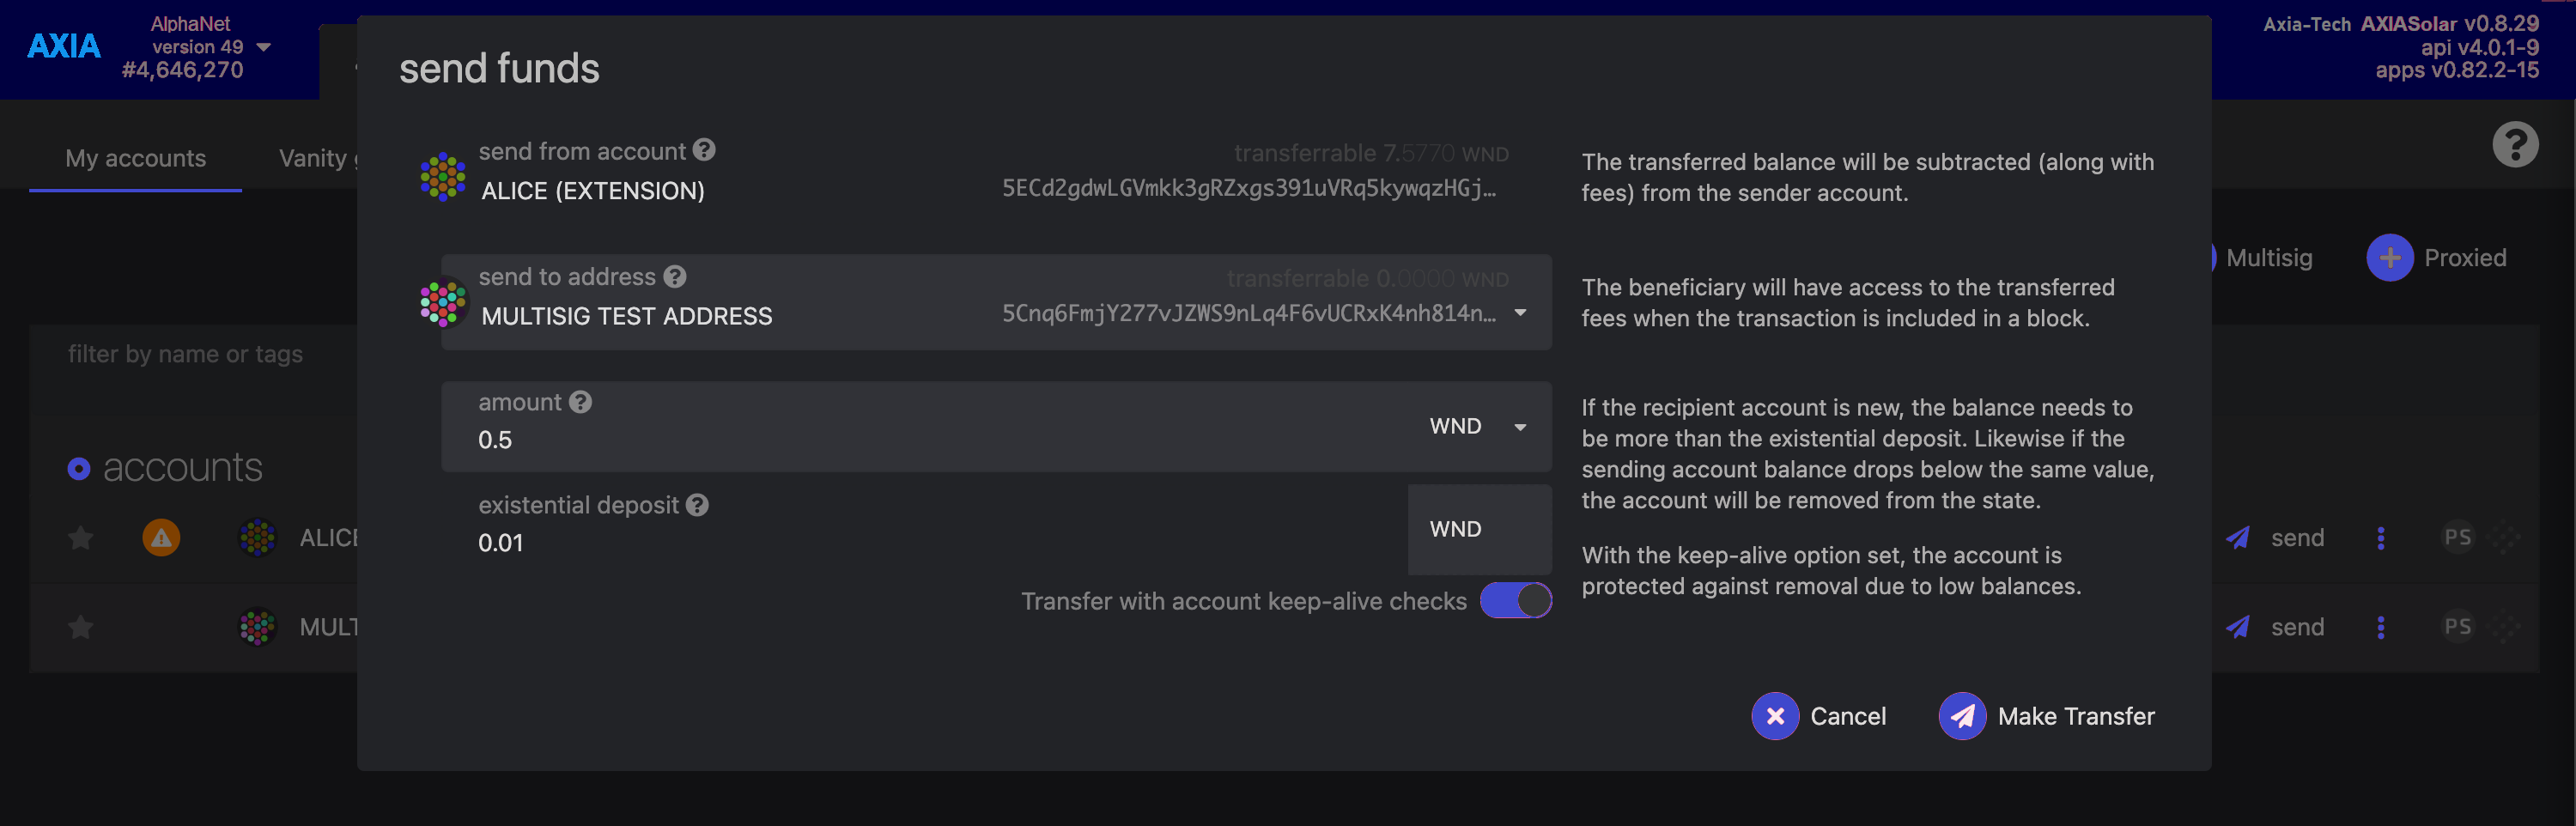 AXIA
AlphaNet
version 49
#4,646,270
Axia-Tech AXIASolar v0.8.29
api v4.0.1-9
apps v0.82.2-15
My accounts
Vanity
Multisig
Proxied
filter by name or tags
accounts
ALICE
send
PS
MULT
send
PS
send funds
send from account
ALICE (EXTENSION)
transferrable 7.5770 WND
5ECd2gdwLGVmkk3gRZxgs391uVRq5kywqzHGj…
The transferred balance will be subtracted (along with
fees) from the sender account.
send to address
MULTISIG TEST ADDRESS
transferrable 0.0000 WND
5Cnq6FmjY277vJZWS9nLq4F6vUCRxK4nh814n…
The beneficiary will have access to the transferred
fees when the transaction is included in a block.
amount
0.5
WND
If the recipient account is new, the balance needs to
be more than the existential deposit. Likewise if the
sending account balance drops below the same value,
the account will be removed from the state.
existential deposit
0.01
WND
With the keep-alive option set, the account is
protected against removal due to low balances.
Transfer with account keep-alive checks
Cancel
Make Transfer